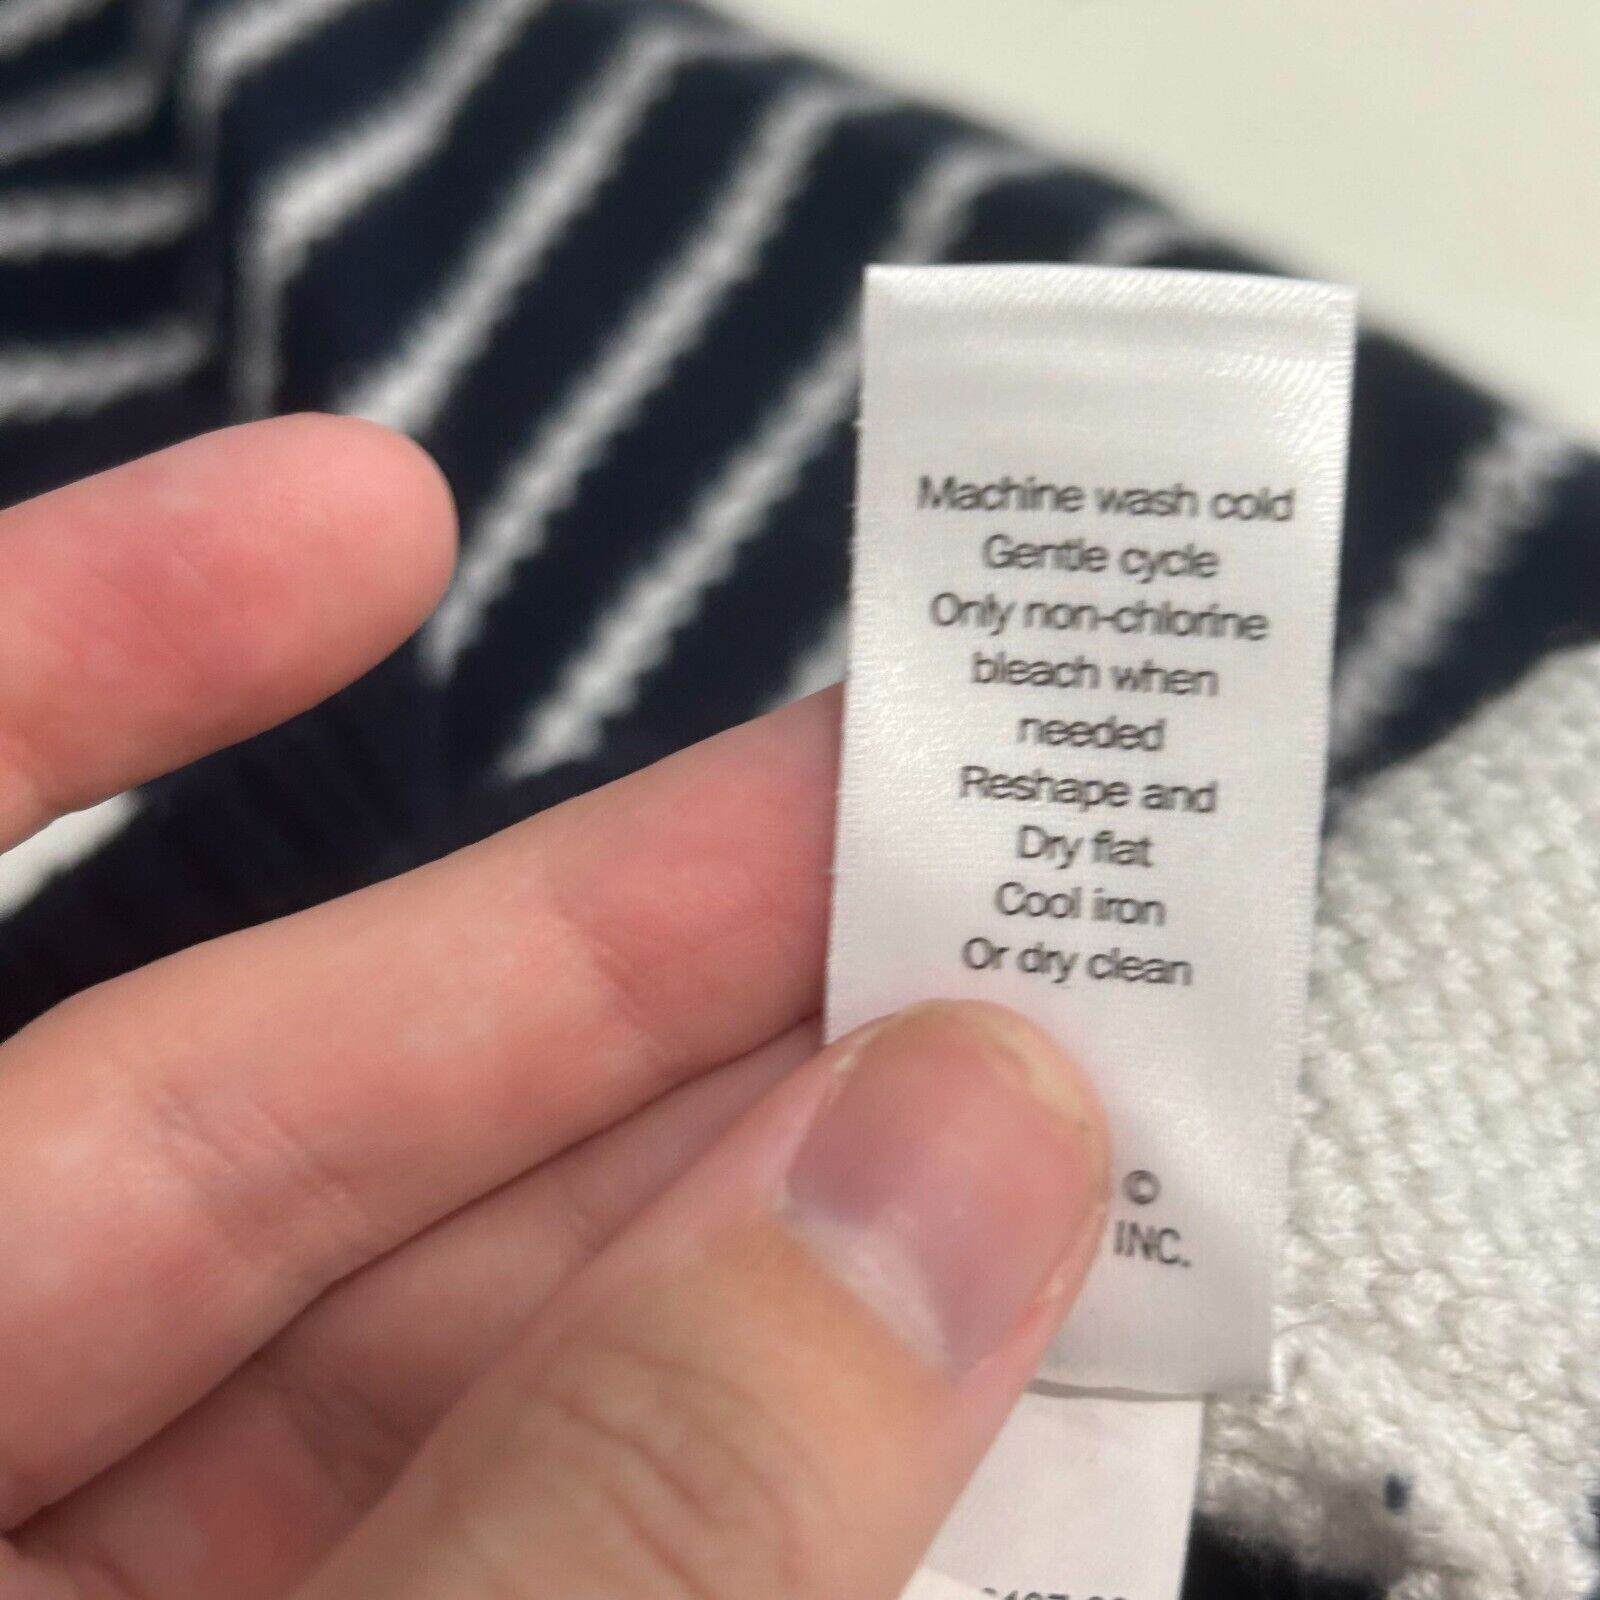 Machine wash cold
Gentle cycle
Only non-chlorine
bleach when
needed
Reshape and
Dry flat
Cool iron
Or dry clean
©
INC.